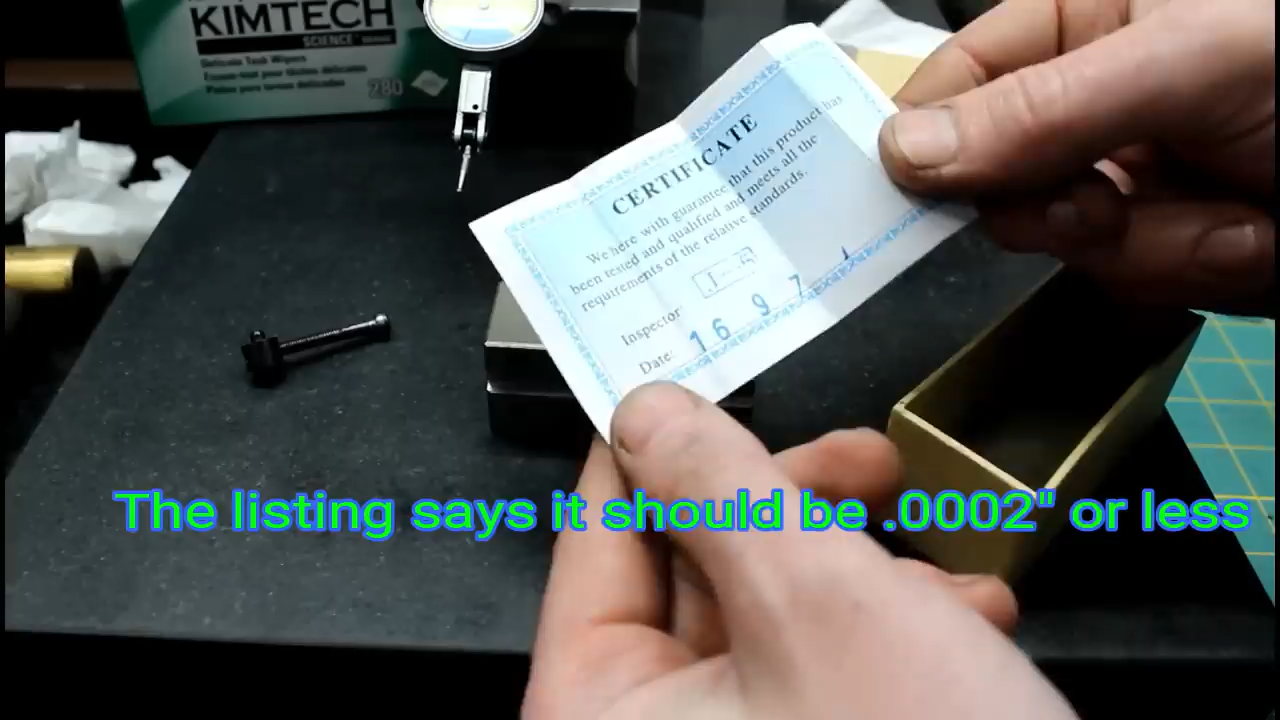 KIMTECH
SCIENCE
Delicate Task Wipers
280
CERTIFICATE
We here with guarantee that this product has
been tested and qualified and meets all the
requirements of the relative standards.
Inspector
Date: 16 9 7
The listing says it should be .0002" or less